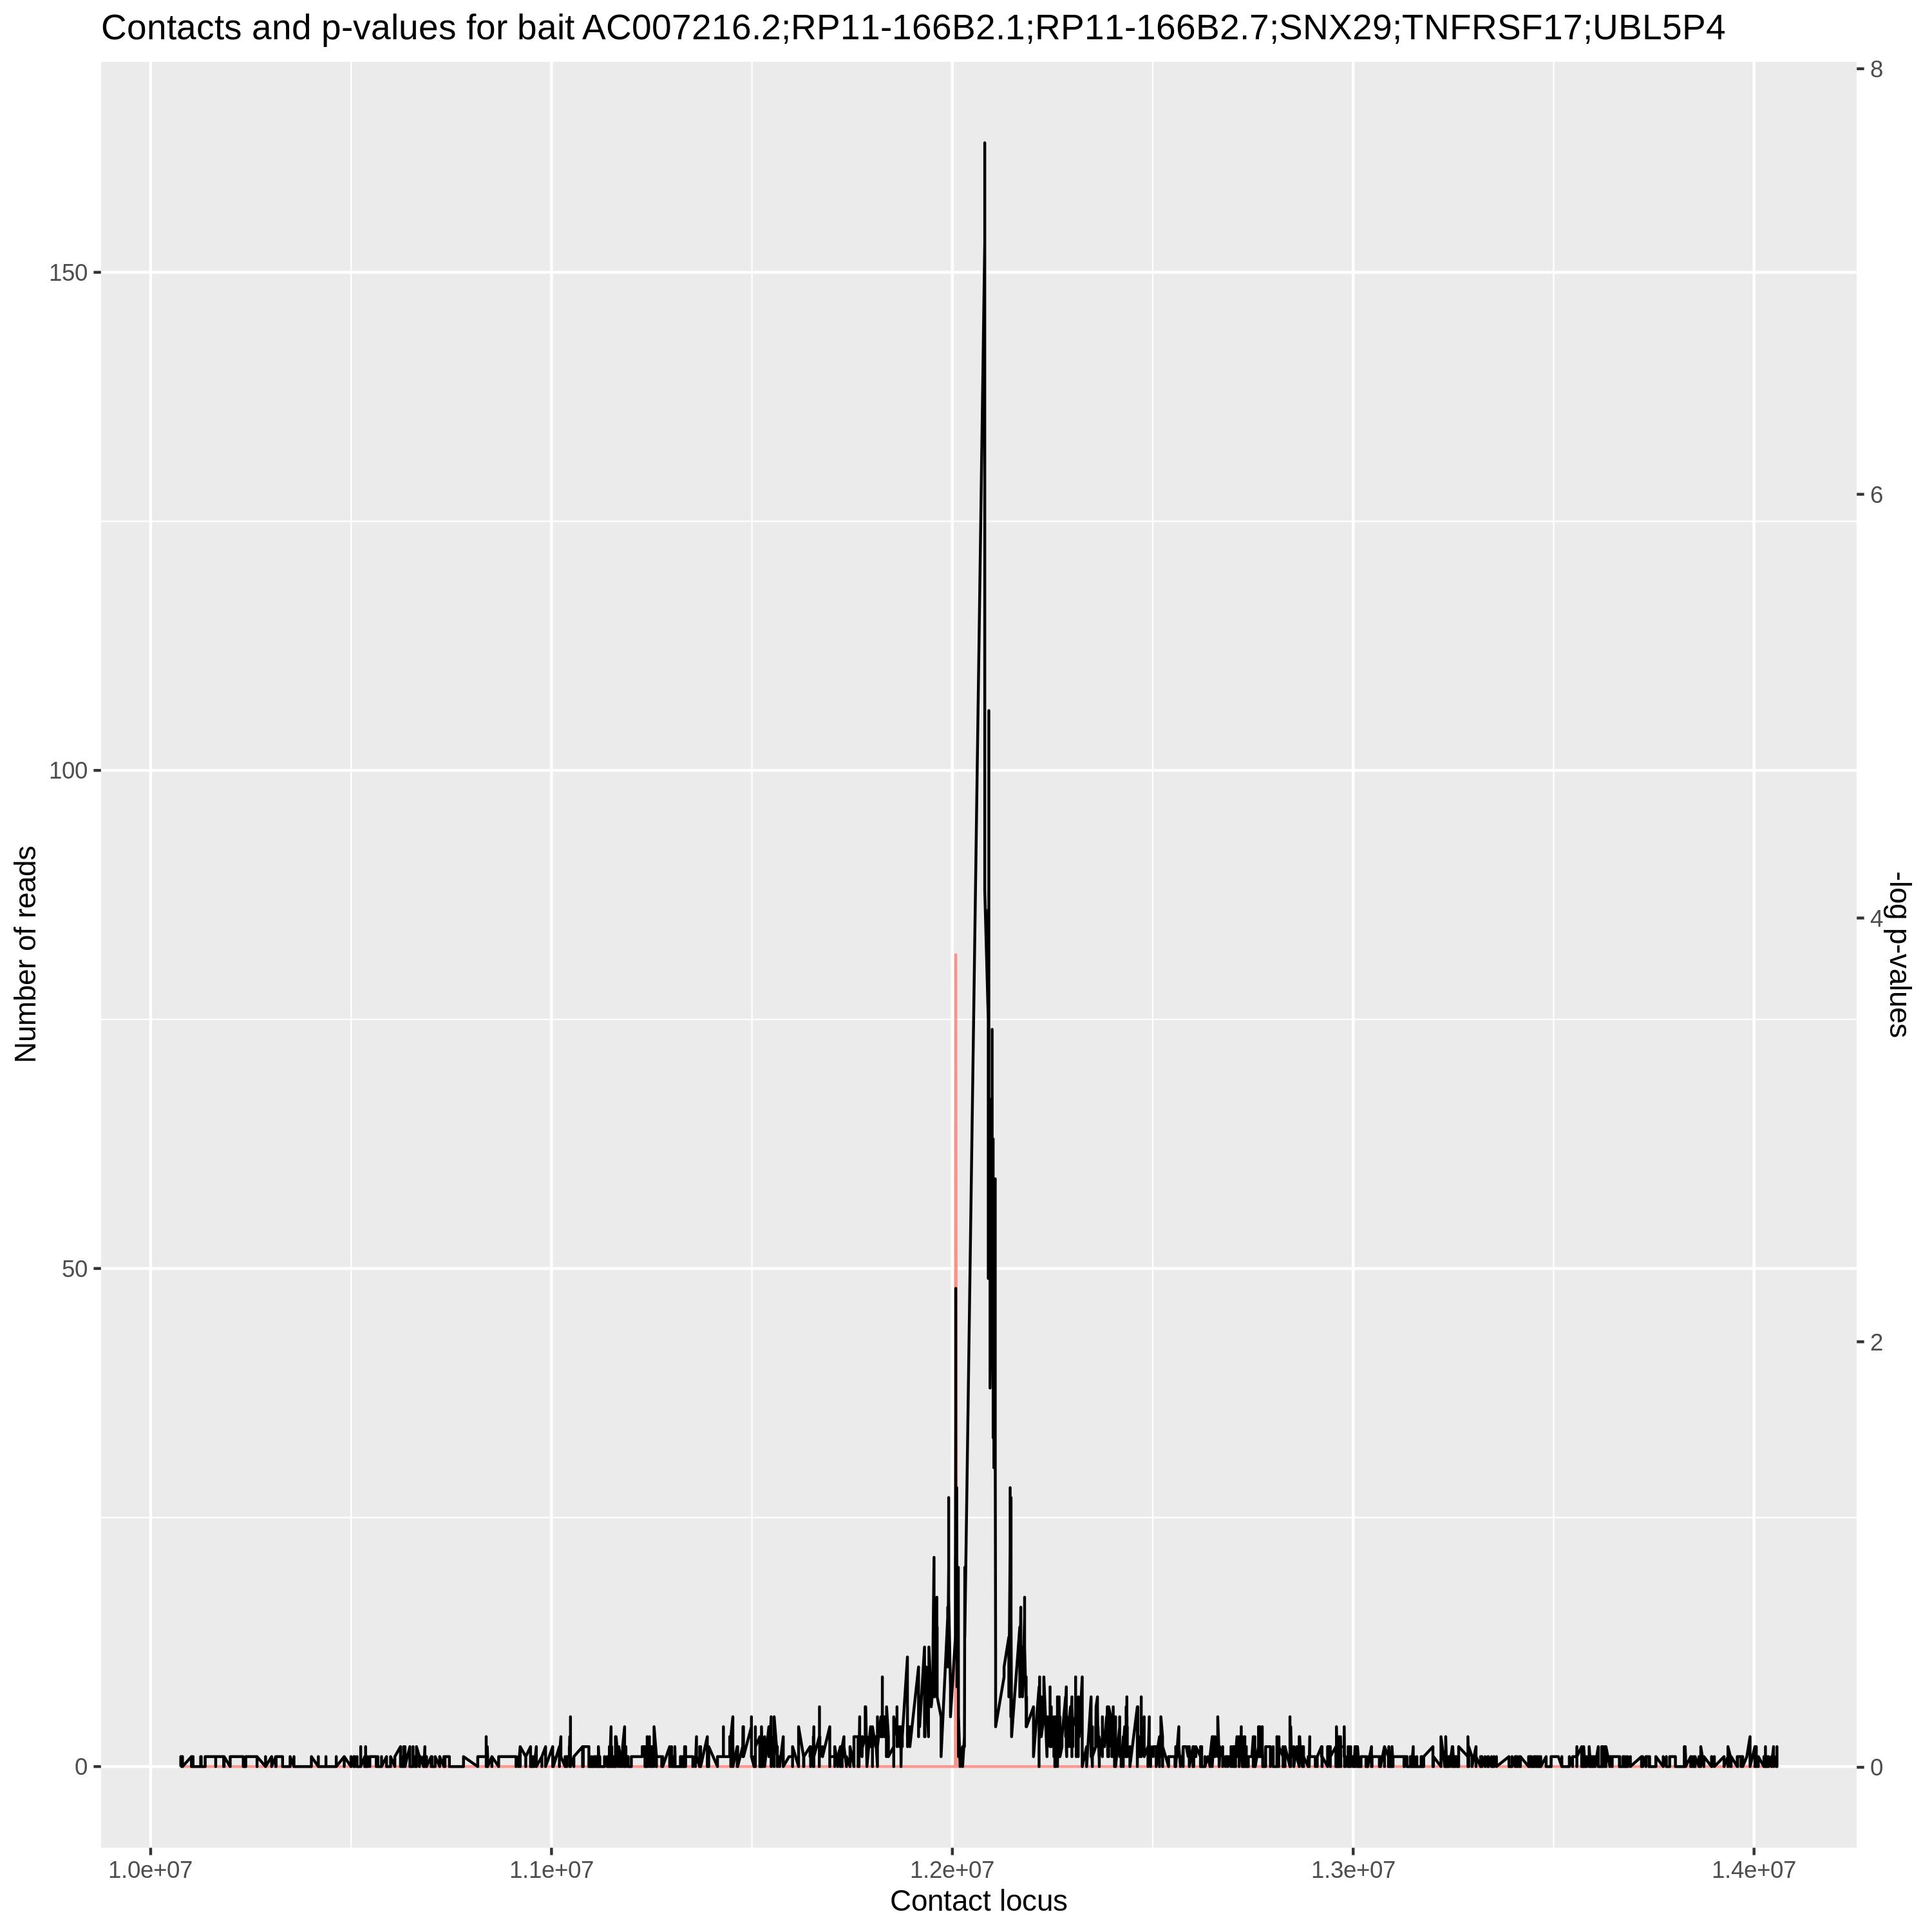 Contacts and p-values for bait AC007216.2;RP11-166B2.1;RP11-166B2.7;SNX29;TNFRSF17;UBL5P4
8
150
6
100
4
50
2
0
0
Number of reads
-log p-values
1.0e+07
1.1e+07
1.2e+07
1.3e+07
1.4e+07
Contact locus